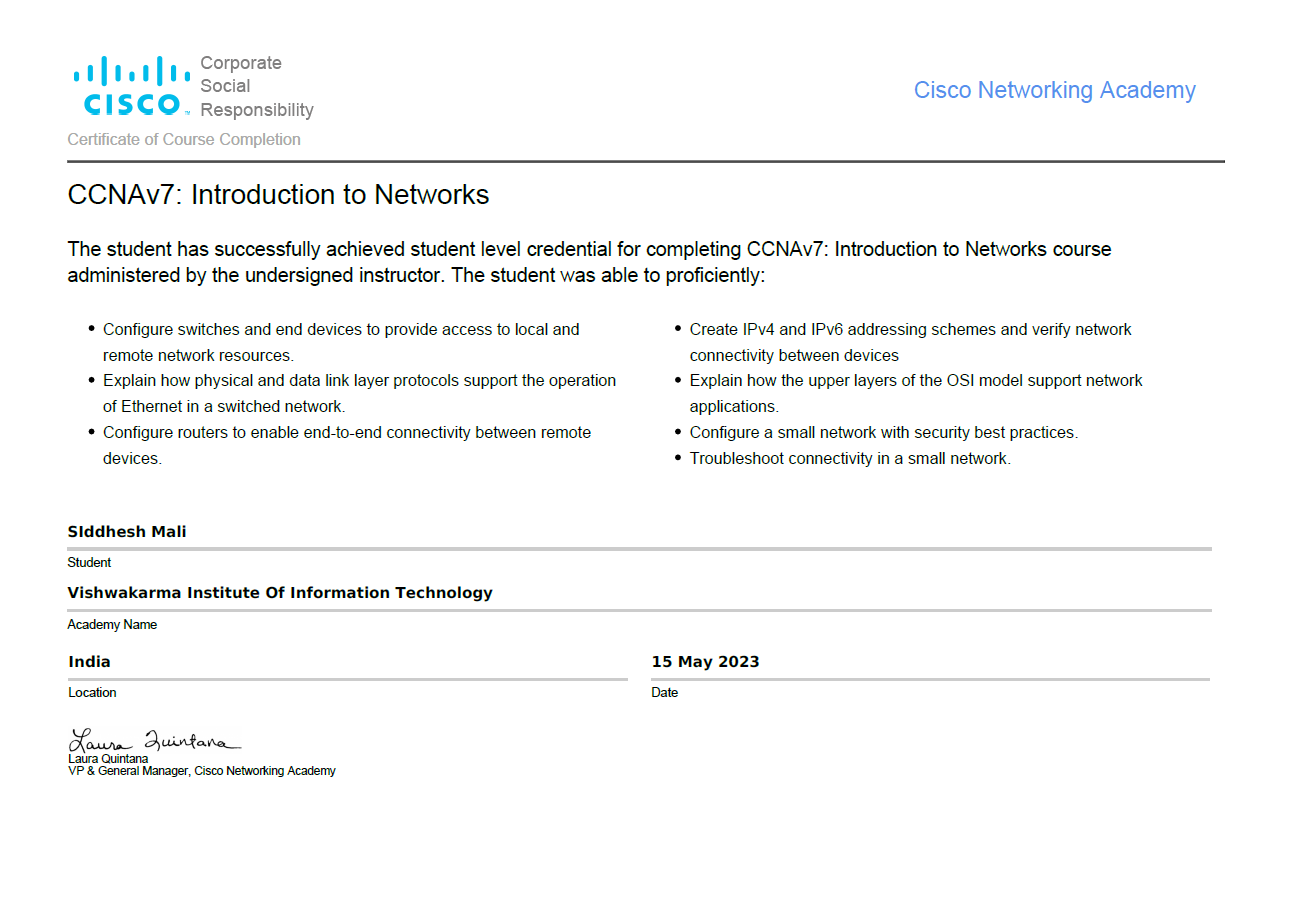 Corporate
Social
Responsibility
CISCO™
Cisco Networking Academy
Certificate of Course Completion
CCNAv7: Introduction to Networks
The student has successfully achieved student level credential for completing CCNAv7: Introduction to Networks course
administered by the undersigned instructor. The student was able to proficiently:
• Configure switches and end devices to provide access to local and
remote network resources.
• Explain how physical and data link layer protocols support the operation
of Ethernet in a switched network.
• Configure routers to enable end-to-end connectivity between remote
devices.
• Create IPv4 and IPv6 addressing schemes and verify network
connectivity between devices
• Explain how the upper layers of the OSI model support network
applications.
• Configure a small network with security best practices.
• Troubleshoot connectivity in a small network.
SIddhesh Mali
Student
Vishwakarma Institute Of Information Technology
Academy Name
India
Location
15 May 2023
Date
Laura Quintana
Laura Quintana
VP & General Manager, Cisco Networking Academy